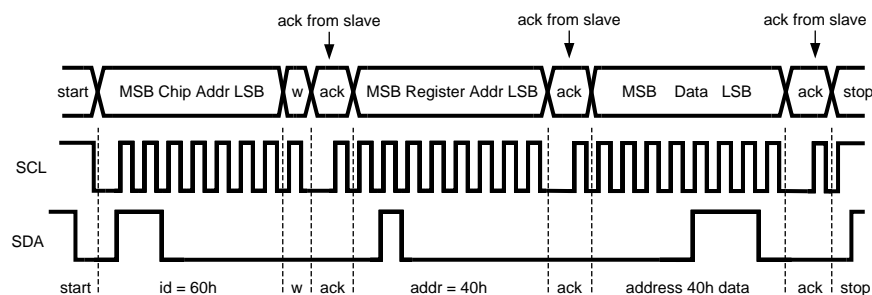 ack from slave ack from slave ack from slave
start MSB Chip Addr LSB w ack MSB Register Addr LSB ack MSB Data LSB ack stop
SCL
SDA
start id = 60h w ack addr = 40h ack address 40h data ack stop